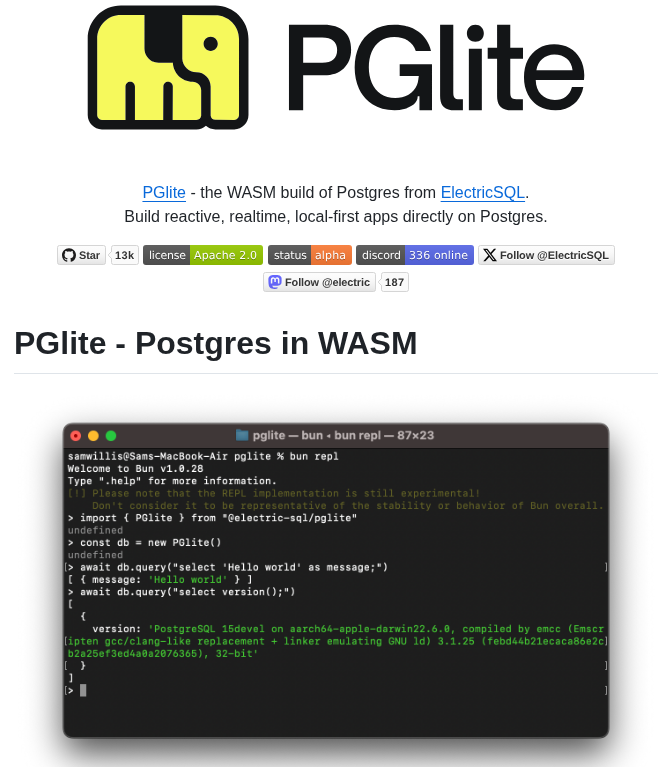 PGlite
PGlite - the WASM build of Postgres from ElectricSQL.
Build reactive, realtime, local-first apps directly on Postgres.
Star 13k license Apache 2.0 status alpha discord 336 online Follow @ElectricSQL
Follow @electric 187
PGlite - Postgres in WASM
pglite — bun ◂ bun repl — 87×23
samwillis@Sams-MacBook-Air pglite % bun repl
Welcome to Bun v1.0.28
Type ".help" for more information.
[!] Please note that the REPL implementation is still experimental!
Don't consider it to be representative of the stability or behavior of Bun overall.
> import { PGlite } from "@electric-sql/pglite"
undefined
> const db = new PGlite()
undefined
[> await db.query("select 'Hello world' as message;") ]
[ { message: 'Hello world' } ]
> await db.query("select version();")
[
{
version: 'PostgreSQL 15devel on aarch64-apple-darwin22.6.0, compiled by emcc (Emscr
[ipten gcc/clang-like replacement + linker emulating GNU ld) 3.1.25 (febd44b21ecaca86e2c]
b2a25ef3ed4a0a2076365), 32-bit'
[ } ]
]
[> ]